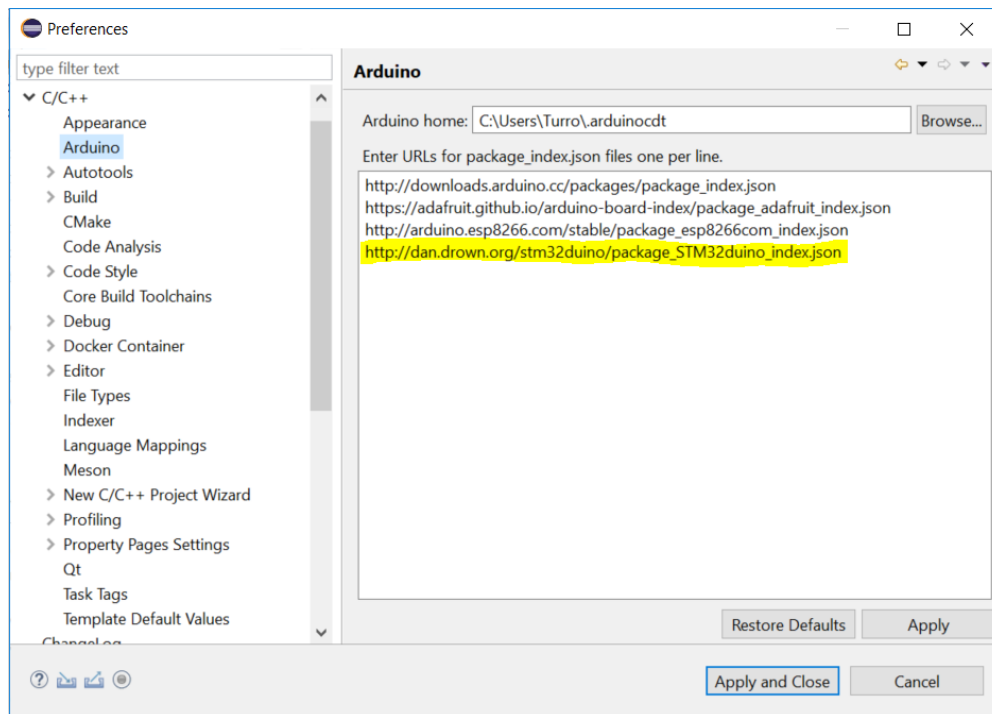 Preferences
type filter text
C/C++
Appearance
Arduino
Autotools
Build
CMake
Code Analysis
Code Style
Core Build Toolchains
Debug
Docker Container
Editor
File Types
Indexer
Language Mappings
Meson
New C/C++ Project Wizard
Profiling
Property Pages Settings
Qt
Task Tags
Template Default Values
ChangeLog
Arduino
Arduino home: C:\Users\Turro\.arduinocdt Browse...
Enter URLs for package_index.json files one per line.
http://downloads.arduino.cc/packages/package_index.json
https://adafruit.github.io/arduino-board-index/package_adafruit_index.json
http://arduino.esp8266.com/stable/package_esp8266com_index.json
http://dan.drown.org/stm32duino/package_STM32duino_index.json
Restore Defaults Apply
Apply and Close Cancel